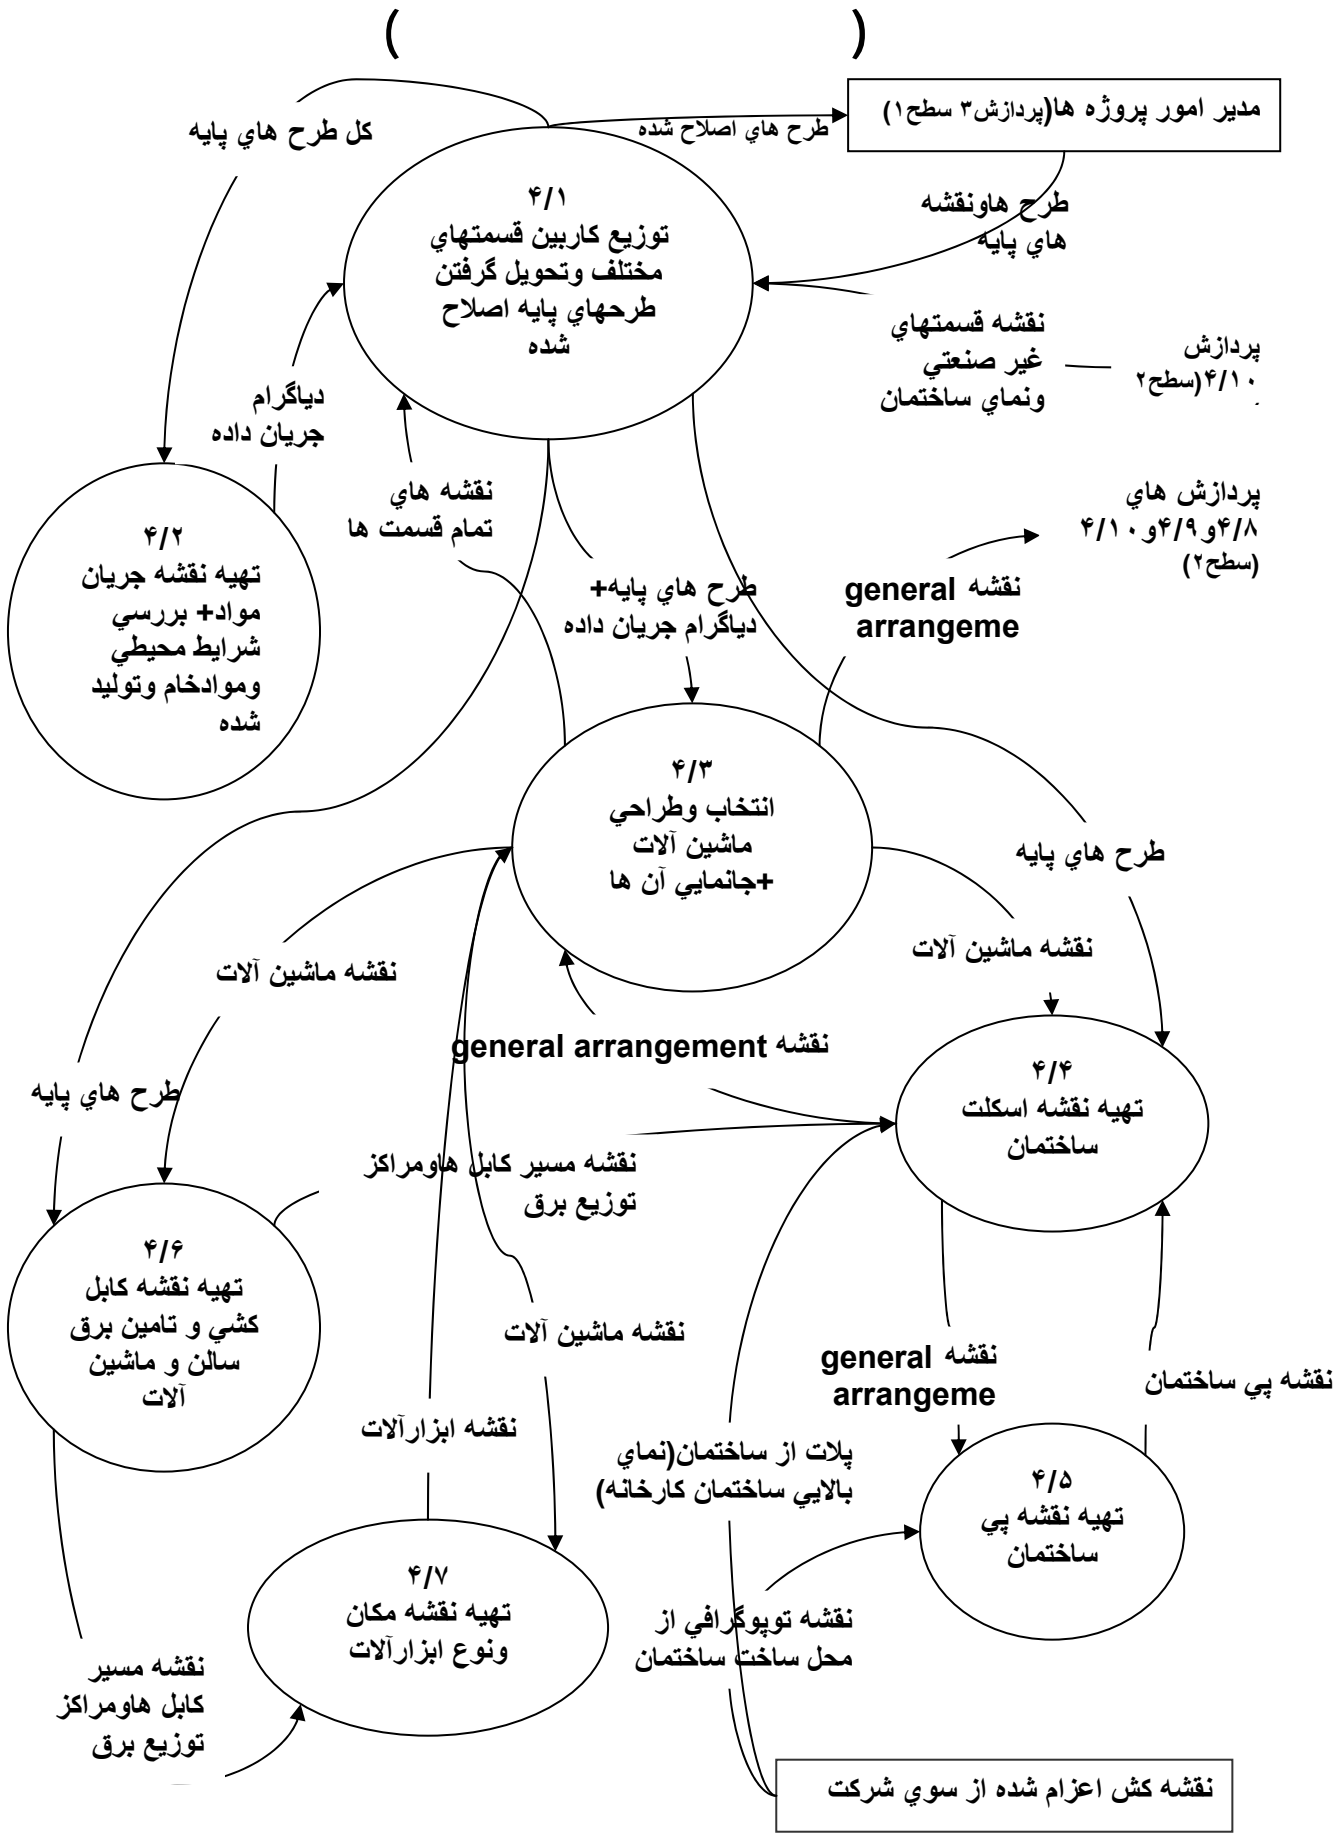 ( )
مدير امور پروژه ها(پردازش۳ سطح۱)
طرح هاي اصلاح شده
كل طرح هاي پايه
۴/۱
توزيع كاربين قسمتهاي
مختلف وتحويل گرفتن
طرحهاي پايه اصلاح
شده
طرح هاونقشه
هاي پايه
نقشه قسمتهاي
غير صنعتي
ونماي ساختمان
پردازش
۴/۱۰(سطح۲
دياگرام
جريان داده
نقشه هاي
تمام قسمت ها
پردازش هاي
۴/۸و۴/۹و۴/۱۰
(سطح۲)
۴/۲
تهيه نقشه جريان
مواد+ بررسي
شرايط محيطي
وموادخام وتوليد
شده
طرح هاي پايه+
دياگرام جريان داده
نقشه general
arrangeme
۴/۳
انتخاب وطراحي
ماشين آلات
+جانمايي آن ها
طرح هاي پايه
نقشه ماشين آلات
نقشه ماشين آلات
نقشه general arrangement
۴/۴
تهيه نقشه اسكلت
ساختمان
طرح هاي پايه
نقشه مسير كابل هاومراكز
توزيع برق
۴/۶
تهيه نقشه كابل
كشي و تامين برق
سالن و ماشين
آلات
نقشه ماشين آلات
نقشه general
arrangeme
نقشه پي ساختمان
نقشه ابزارآلات
پلات از ساختمان(نماي
بالايي ساختمان كارخانه)
۴/۵
تهيه نقشه پي
ساختمان
۴/۷
تهيه نقشه مكان
ونوع ابزارآلات
نقشه توپوگرافي از
محل ساخت ساختمان
نقشه مسير
كابل هاومراكز
توزيع برق
نقشه كش اعزام شده از سوي شركت